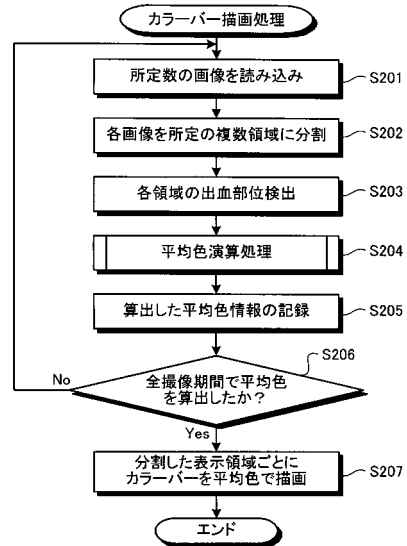 カラーバー描画処理
所定数の画像を読み込み
S201
各画像を所定の複数領域に分割
S202
各領域の出血部位検出
S203
平均色演算処理
S204
算出した平均色情報の記録
S205
S206
No
全撮像期間で平均色
を算出したか？
Yes
分割した表示領域ごとに
カラーバーを平均色で描画
S207
エンド